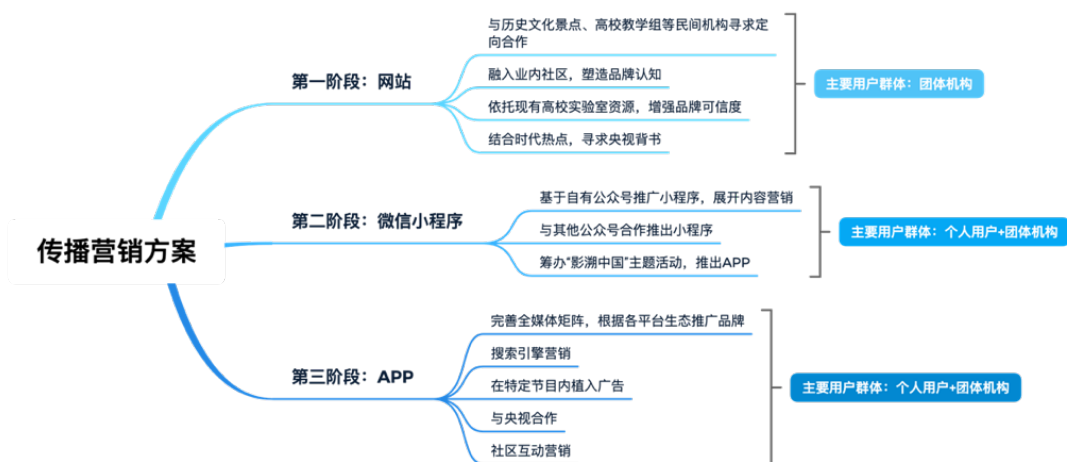 传播营销方案
第一阶段：网站
与历史文化景点、高校教学组等民间机构寻求定
向合作
融入业内社区，塑造品牌认知
依托现有高校实验室资源，增强品牌可信度
结合时代热点，寻求央视背书
主要用户群体：团体机构
第二阶段：微信小程序
基于自有公众号推广小程序，展开内容营销
与其他公众号合作推出小程序
筹办“影溯中国”主题活动，推出APP
主要用户群体：个人用户+团体机构
第三阶段：APP
完善全媒体矩阵，根据各平台生态推广品牌
搜索引擎营销
在特定节目内植入广告
与央视合作
社区互动营销
主要用户群体：个人用户+团体机构